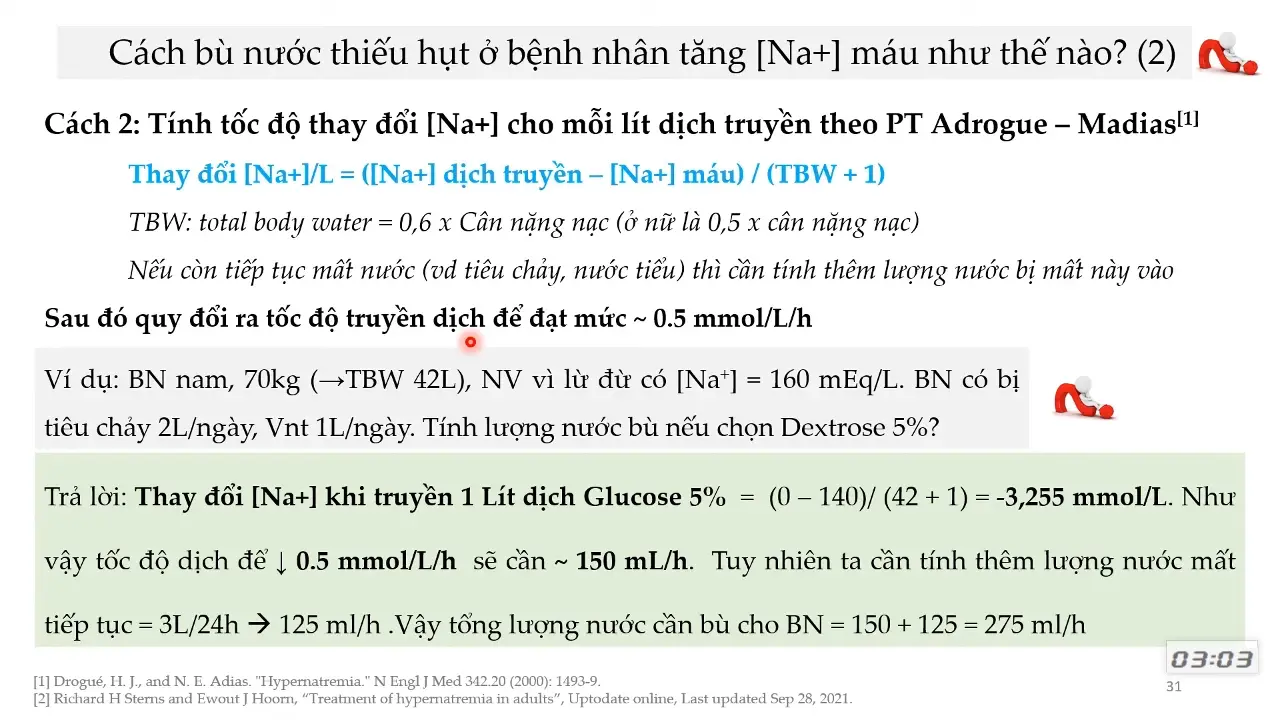 Cách bù nước thiếu hụt ở bệnh nhân tăng [Na+] máu như thế nào? (2)
Cách 2: Tính tốc độ thay đổi [Na+] cho mỗi lít dịch truyền theo PT Adrogue – Madias[1]
Thay đổi [Na+]/L = ([Na+] dịch truyền – [Na+] máu) / (TBW + 1)
TBW: total body water = 0,6 x Cân nặng nạc (ở nữ là 0,5 x cân nặng nạc)
Nếu còn tiếp tục mất nước (vd tiêu chảy, nước tiểu) thì cần tính thêm lượng nước bị mất này vào
Sau đó quy đổi ra tốc độ truyền dịch để đạt mức ~ 0.5 mmol/L/h
Ví dụ: BN nam, 70kg (→TBW 42L), NV vì lừ đừ có [Na+] = 160 mEq/L. BN có bị
tiêu chảy 2L/ngày, Vnt 1L/ngày. Tính lượng nước bù nếu chọn Dextrose 5%?
Trả lời: Thay đổi [Na+] khi truyền 1 Lít dịch Glucose 5% = (0 – 140)/ (42 + 1) = -3,255 mmol/L. Như
vậy tốc độ dịch để ↓ 0.5 mmol/L/h sẽ cần ~ 150 mL/h. Tuy nhiên ta cần tính thêm lượng nước mất
tiếp tục = 3L/24h → 125 ml/h .Vậy tổng lượng nước cần bù cho BN = 150 + 125 = 275 ml/h
03:03
[1] Drogué, H. J., and N. E. Adias. "Hypernatremia." N Engl J Med 342.20 (2000): 1493-9.
[2] Richard H Sterns and Ewout J Hoorn, “Treatment of hypernatremia in adults”, Uptodate online, Last updated Sep 28, 2021.
31